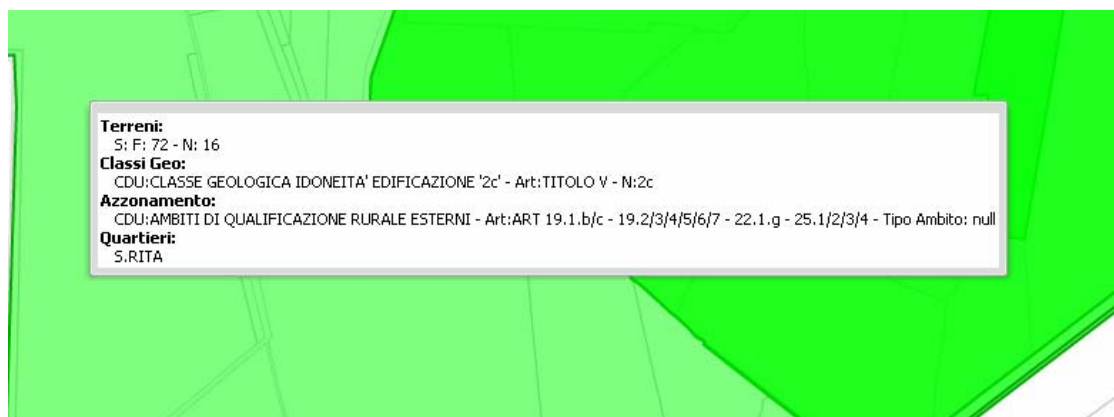 Terreni:
S: F: 72 - N: 16
Classi Geo:
CDU:CLASSE GEOLOGICA IDONEITA' EDIFICAZIONE '2c' - Art:TITOLO V - N:2c
Azzonamento:
CDU:AMBITI DI QUALIFICAZIONE RURALE ESTERNI - Art:ART 19.1.b/c - 19.2/3/4/5/6/7 - 22.1.g - 25.1/2/3/4 - Tipo Ambito: null
Quartieri:
S.RITA